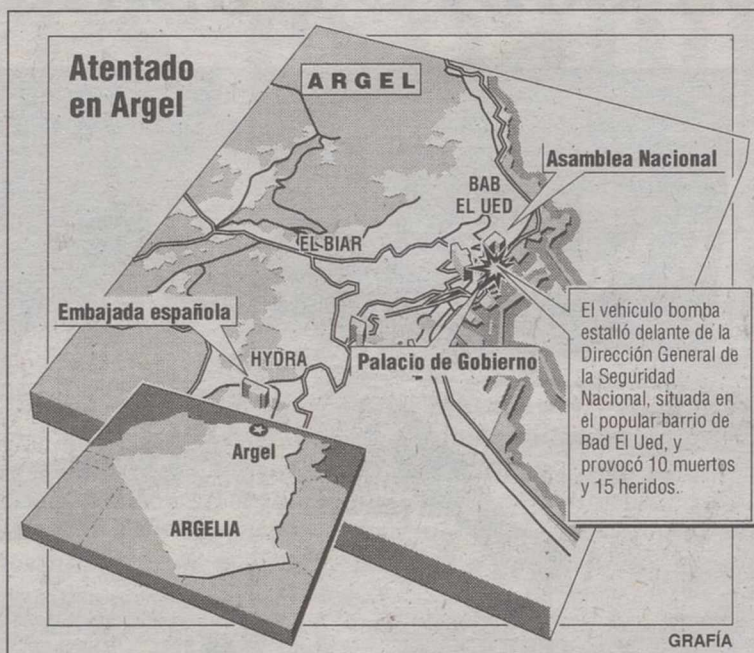 Atentado
en Argel
ARGEL
Asamblea Nacional
BAB
EL UED
EL BIAR
Embajada española
HYDRA
Palacio de Gobierno
El vehículo bomba
estalló delante de la
Dirección General de
la Seguridad
Nacional, situada en
el popular barrio de
Bad El Ued, y
provocó 10 muertos
y 15 heridos.
Argel
ARGELIA
GRAFÍA